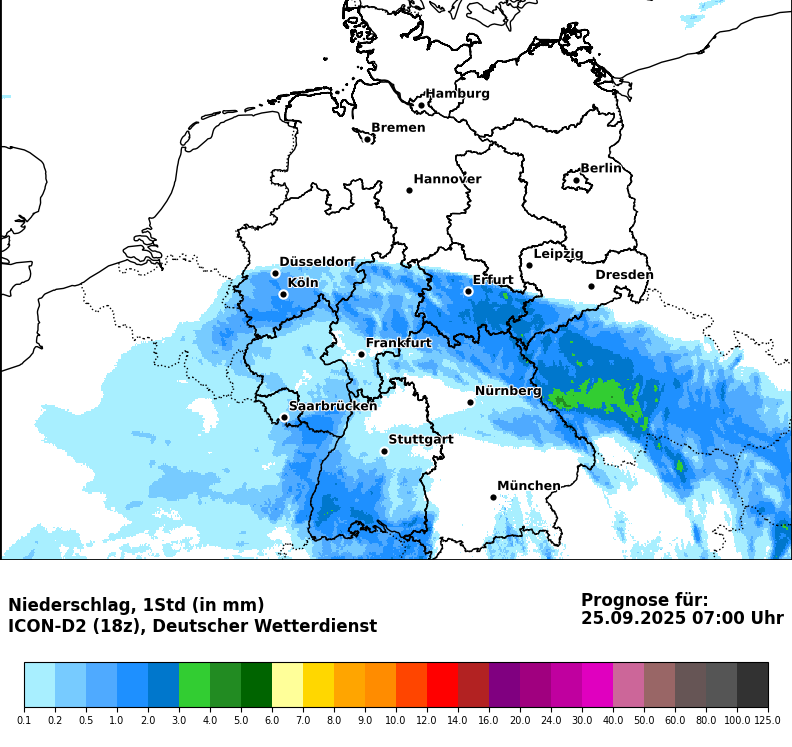 Hamburg
Bremen
Berlin
Hannover
Leipzig
Düsseldorf
Dresden
Köln
Erfurt
Frankfurt
Nürnberg
Saarbrücken
Stuttgart
München
Niederschlag, 1Std (in mm)
ICON-D2 (18z), Deutscher Wetterdienst
Prognose für:
25.09.2025 07:00 Uhr
0.1 0.2 0.5 1.0 2.0 3.0 4.0 5.0 6.0 7.0 8.0 9.0 10.0 12.0 14.0 16.0 20.0 24.0 30.0 40.0 50.0 60.0 80.0 100.0 125.0